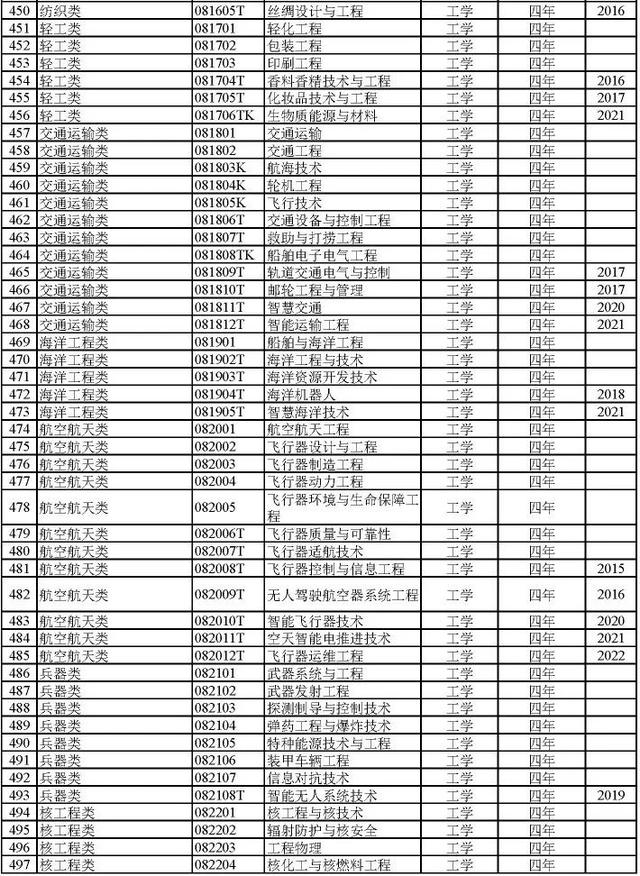 450 纺织类 081605T 丝绸设计与工程 工学 四年 2016
451 轻工类 081701 轻化工程 工学 四年
452 轻工类 081702 包装工程 工学 四年
453 轻工类 081703 印刷工程 工学 四年
454 轻工类 081704T 香料香精技术与工程 工学 四年 2016
455 轻工类 081705T 化妆品技术与工程 工学 四年 2017
456 轻工类 081706TK 生物质能源与材料 工学 四年 2021
457 交通运输类 081801 交通运输 工学 四年
458 交通运输类 081802 交通工程 工学 四年
459 交通运输类 081803K 航海技术 工学 四年
460 交通运输类 081804K 轮机工程 工学 四年
461 交通运输类 081805K 飞行技术 工学 四年
462 交通运输类 081806T 交通设备与控制工程 工学 四年
463 交通运输类 081807T 救助与打捞工程 工学 四年
464 交通运输类 081808TK 船舶电子电气工程 工学 四年
465 交通运输类 081809T 轨道交通电气与控制 工学 四年 2017
466 交通运输类 081810T 邮轮工程与管理 工学 四年 2017
467 交通运输类 081811T 智慧交通 工学 四年 2020
468 交通运输类 081812T 智能运输工程 工学 四年 2021
469 海洋工程类 081901 船舶与海洋工程 工学 四年
470 海洋工程类 081902T 海洋工程与技术 工学 四年
471 海洋工程类 081903T 海洋资源开发技术 工学 四年
472 海洋工程类 081904T 海洋机器人 工学 四年 2018
473 海洋工程类 081905T 智慧海洋技术 工学 四年 2021
474 航空航天类 082001 航空航天工程 工学 四年
475 航空航天类 082002 飞行器设计与工程 工学 四年
476 航空航天类 082003 飞行器制造工程 工学 四年
477 航空航天类 082004 飞行器动力工程 工学 四年
478 航空航天类 082005 飞行器环境与生命保障工 工学 四年
程
479 航空航天类 082006T 飞行器质量与可靠性 工学 四年
480 航空航天类 082007T 飞行器适航技术 工学 四年
481 航空航天类 082008T 飞行器控制与信息工程 工学 四年 2015
482 航空航天类 082009T 无人驾驶航空器系统工程 工学 四年 2016
483 航空航天类 082010T 智能飞行器技术 工学 四年 2020
484 航空航天类 082011T 空天智能电推进技术 工学 四年 2021
485 航空航天类 082012T 飞行器运维工程 工学 四年 2022
486 兵器类 082101 武器系统与工程 工学 四年
487 兵器类 082102 武器发射工程 工学 四年
488 兵器类 082103 探测制导与控制技术 工学 四年
489 兵器类 082104 弹药工程与爆炸技术 工学 四年
490 兵器类 082105 特种能源技术与工程 工学 四年
491 兵器类 082106 装甲车辆工程 工学 四年
492 兵器类 082107 信息对抗技术 工学 四年
493 兵器类 082108T 智能无人系统技术 工学 四年 2019
494 核工程类 082201 核工程与核技术 工学 四年
495 核工程类 082202 辐射防护与核安全 工学 四年
496 核工程类 082203 工程物理 工学 四年
497 核工程类 082204 核化工与核燃料工程 工学 四年